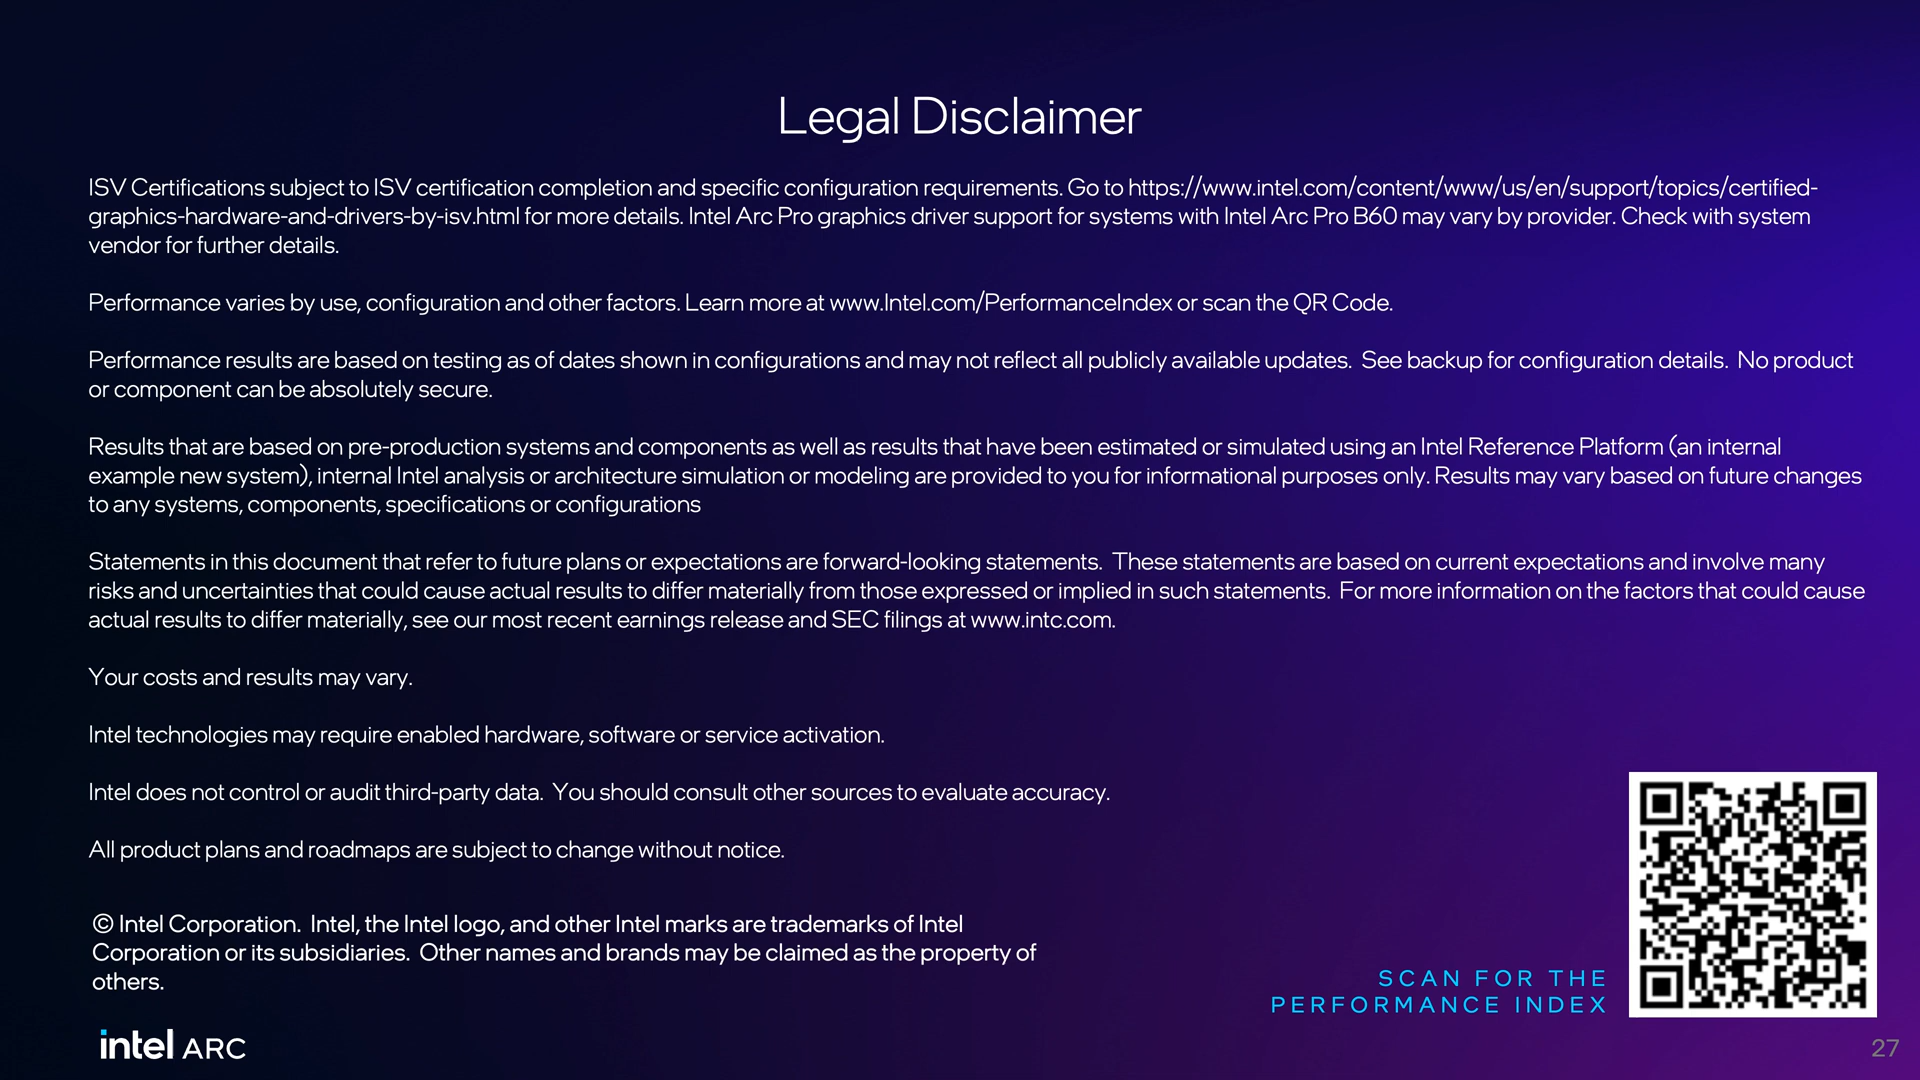 Legal Disclaimer
ISV Certifications subject to ISV certification completion and specific configuration requirements. Go to https://www.intel.com/content/www/us/en/support/topics/certified-
graphics-hardware-and-drivers-by-isv.html for more details. Intel Arc Pro graphics driver support for systems with Intel Arc Pro B60 may vary by provider. Check with system
vendor for further details.
Performance varies by use, configuration and other factors. Learn more at www.Intel.com/PerformanceIndex or scan the QR Code.
Performance results are based on testing as of dates shown in configurations and may not reflect all publicly available updates.  See backup for configuration details.  No product
or component can be absolutely secure.
Results that are based on pre-production systems and components as well as results that have been estimated or simulated using an Intel Reference Platform (an internal
example new system), internal Intel analysis or architecture simulation or modeling are provided to you for informational purposes only. Results may vary based on future changes
to any systems, components, specifications or configurations
Statements in this document that refer to future plans or expectations are forward-looking statements.  These statements are based on current expectations and involve many
risks and uncertainties that could cause actual results to differ materially from those expressed or implied in such statements.  For more information on the factors that could cause
actual results to differ materially, see our most recent earnings release and SEC filings at www.intc.com.
Your costs and results may vary.
Intel technologies may require enabled hardware, software or service activation.
Intel does not control or audit third-party data.  You should consult other sources to evaluate accuracy.
All product plans and roadmaps are subject to change without notice.
© Intel Corporation.  Intel, the Intel logo, and other Intel marks are trademarks of Intel
Corporation or its subsidiaries.  Other names and brands may be claimed as the property of
others.
SCAN FOR THE
PERFORMANCE INDEX
intel ARC
27